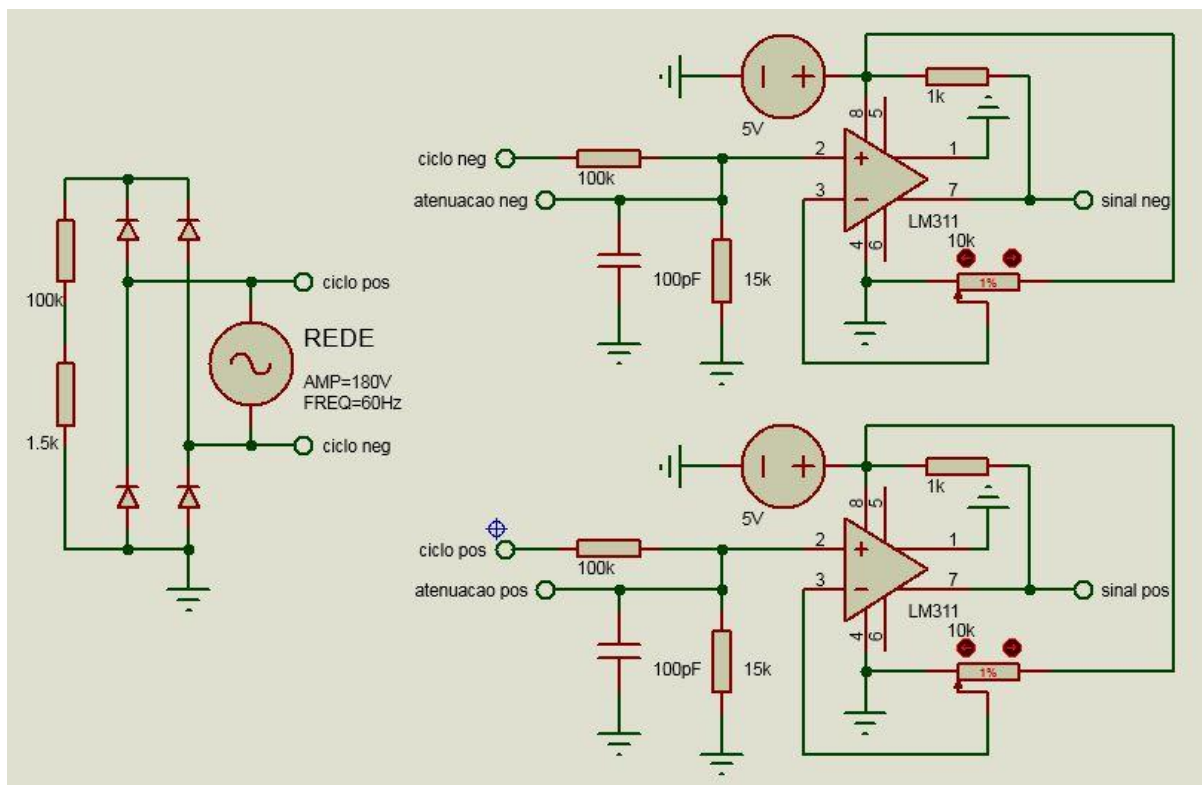 100k
1.5k
ciclo pos
REDE
AMP=180V
FREQ=60Hz
ciclo neg
5V
1k
8
5
ciclo neg
100k
2
1
atenuacao neg
3
7
sinal neg
LM311
4
6
10k
100pF
15k
1%
5V
1k
8
5
ciclo pos
100k
2
1
atenuacao pos
3
7
sinal pos
LM311
4
6
10k
100pF
15k
1%